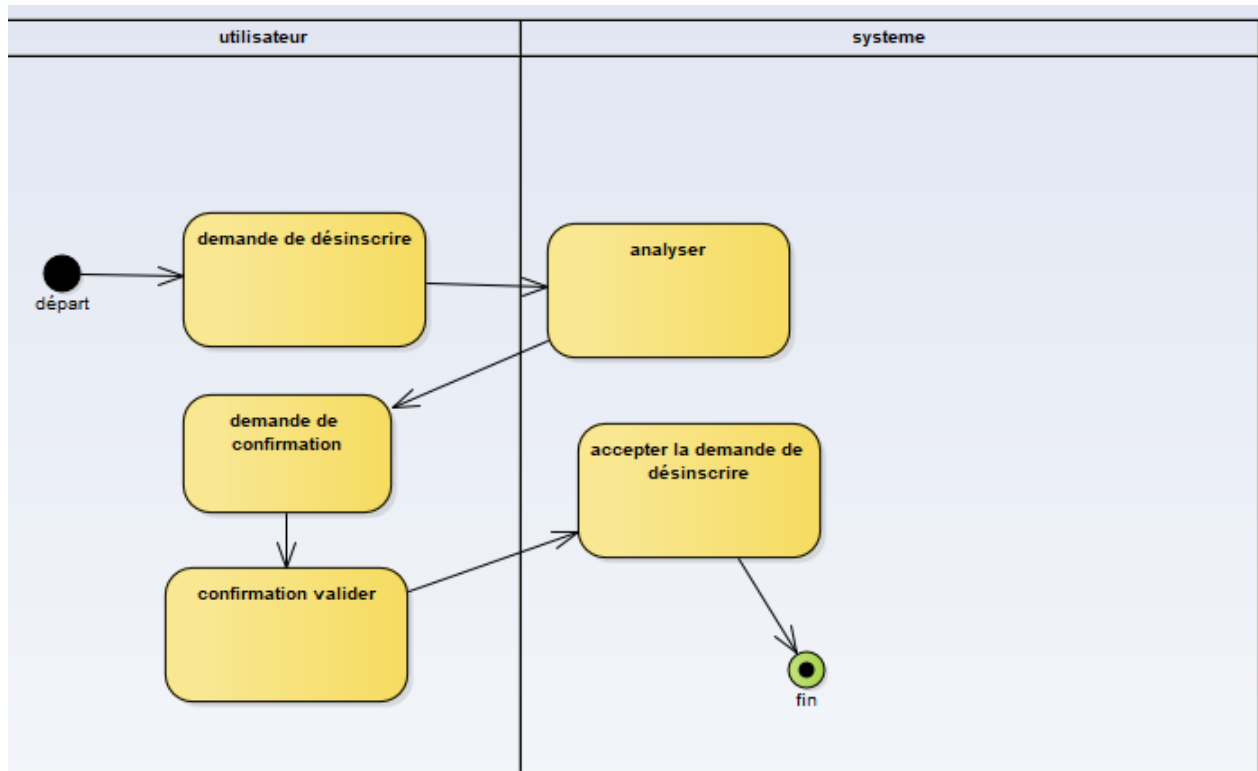 utilisateur
systeme
demande de désinscrire
analyser
départ
demande de
confirmation
accepter la demande de
désinscrire
confirmation valider
fin